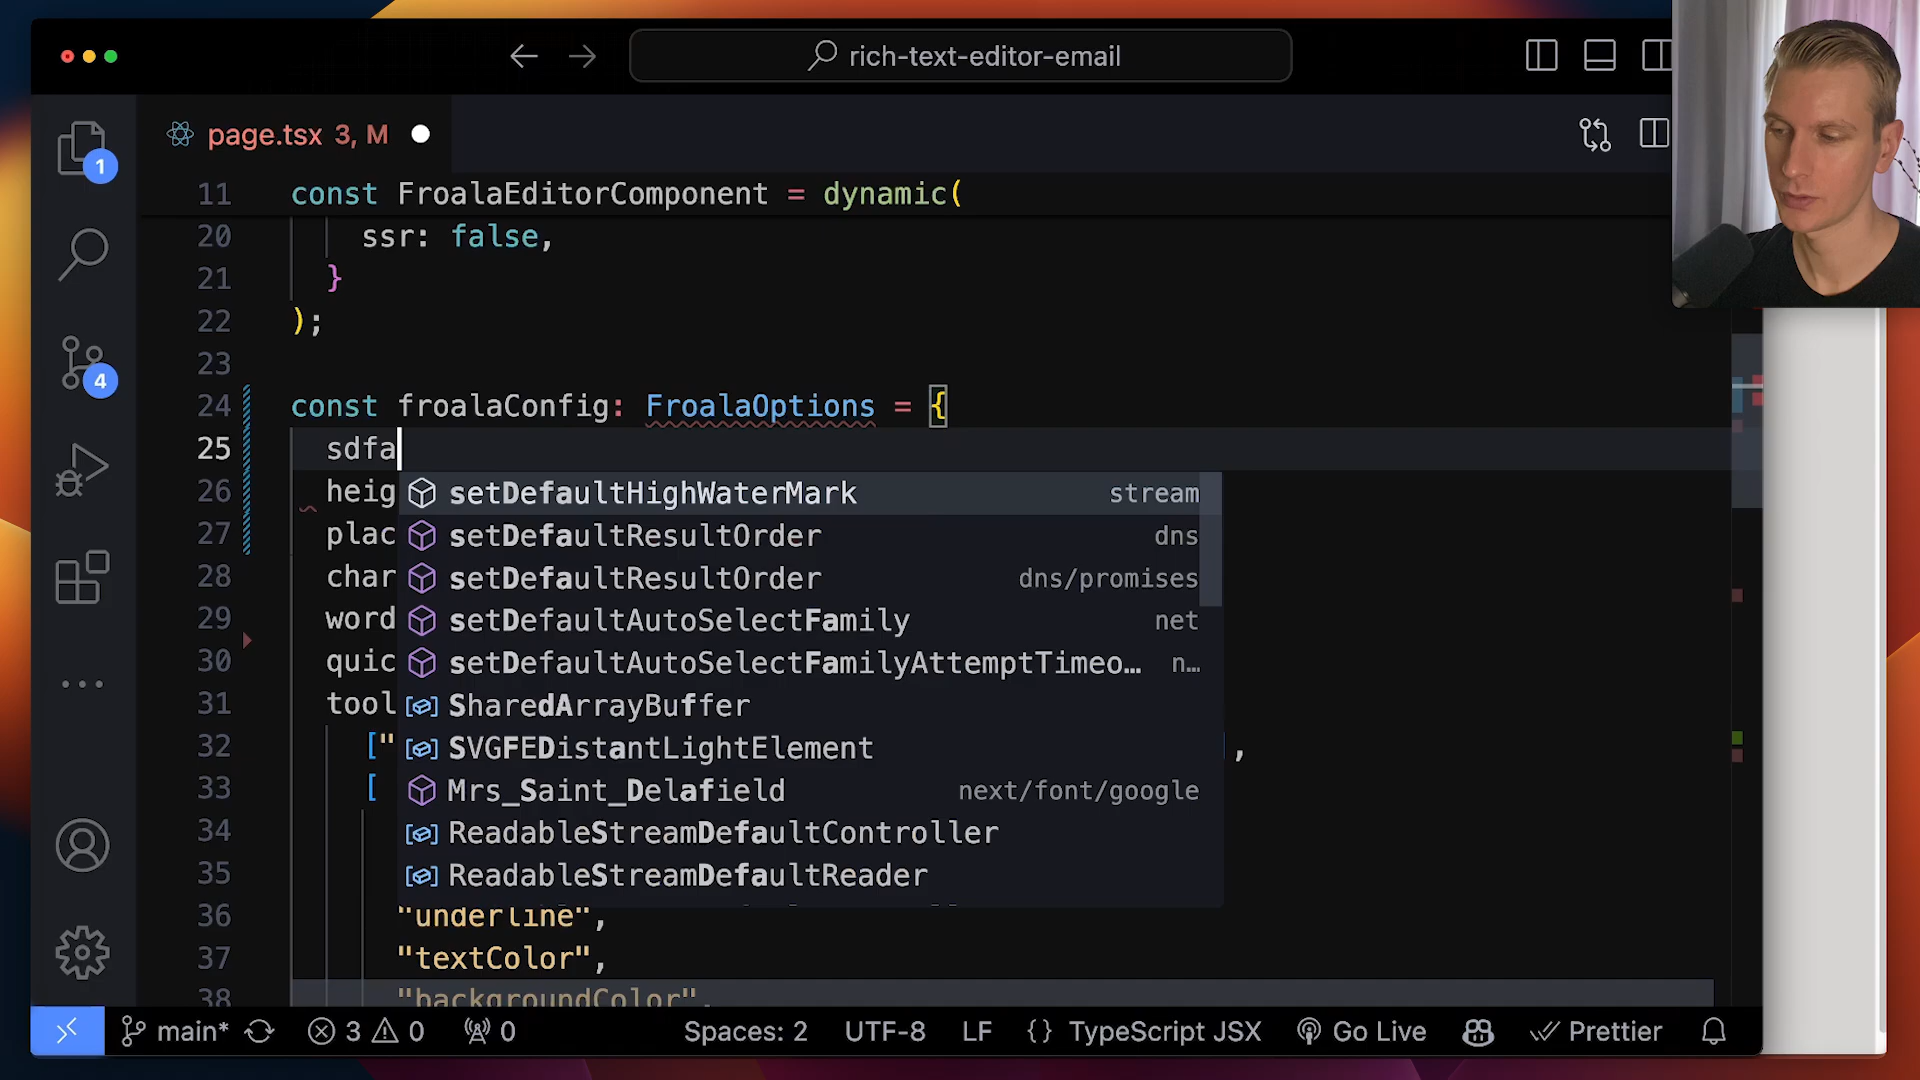 rich-text-editor-email
1
page.tsx 3, M
11 const FroalaEditorComponent = dynamic(
20 ssr: false,
21 }
22 );
23
24 const froalaConfig: FroalaOptions = {
25 sdfa
setDefaultHighWaterMark stream
26 heig
27 plac
setDefaultResultOrder dns
28 char
setDefaultResultOrder dns/promises
29 word
setDefaultAutoSelectFamily net
30 quic
setDefaultAutoSelectFamilyAttemptTimeo… n…
31 tool
SharedArrayBuffer
32 ["
SVGFEDistantLightElement
,
33 [
Mrs_Saint_Delafield next/font/google
34
ReadableStreamDefaultController
35
ReadableStreamDefaultReader
36 "underline",
37 "textColor",
38 "backgroundColor",
4
main* 3 0 0 Spaces: 2 UTF-8 LF {} TypeScript JSX Go Live Prettier